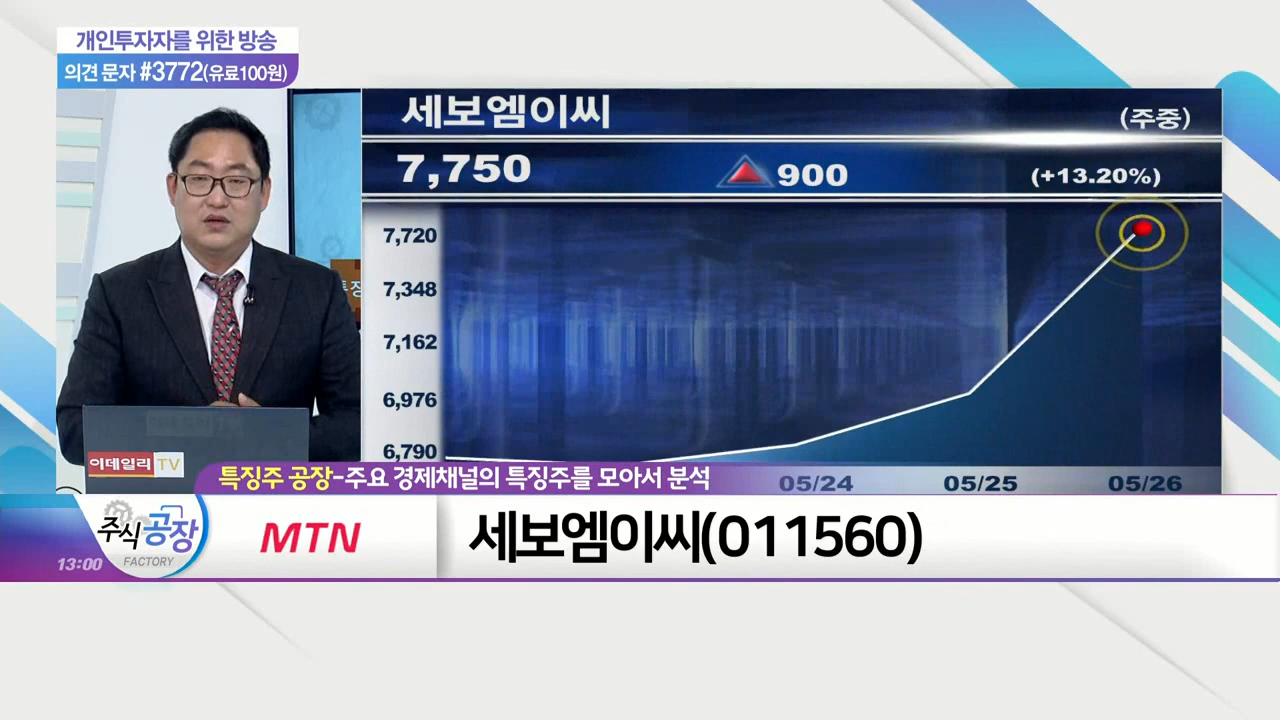 개인투자자를 위한 방송
의견 문자 #3772(유료100원)
세보엠이씨
(주중)
7,750
900
(+13.20%)
7,720
7,348
7,162
6,976
6,790
05/24
05/25
05/26
이데일리TV
특징주 공장-주요 경제채널의 특징주를 모아서 분석
주식공장
FACTORY
13:00
MTN
세보엠이씨(011560)